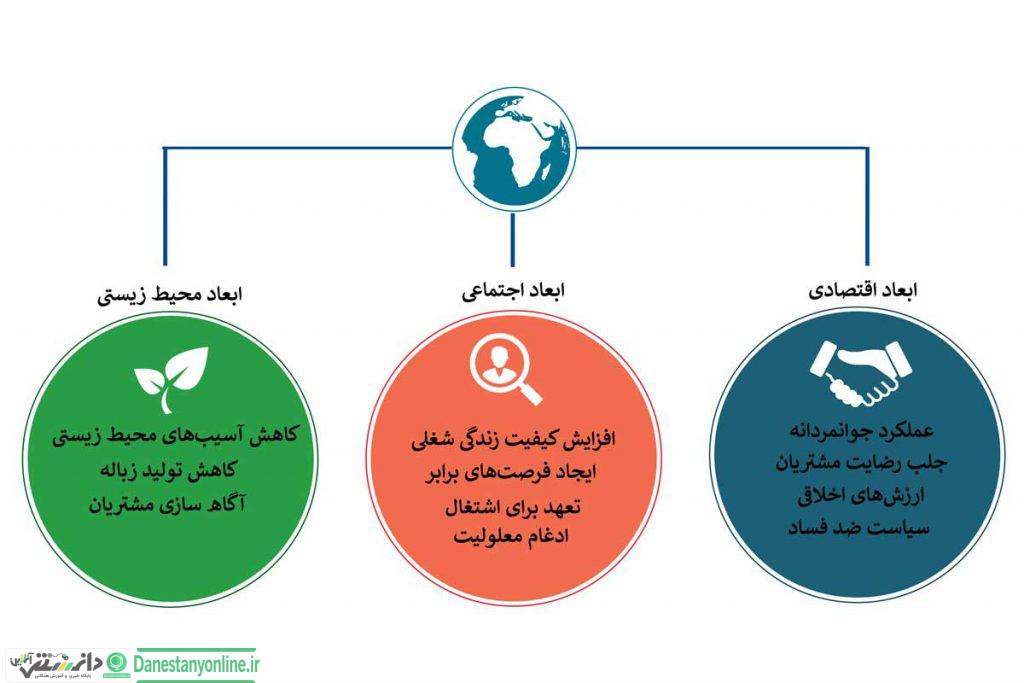 ابعاد اقتصادی
عملکرد جوانمردانه
جلب رضایت مشتریان
ارزش‌های اخلاقی
سیاست ضد فساد
ابعاد اجتماعی
افزایش کیفیت زندگی شغلی
ایجاد فرصت‌های برابر
تعهد برای اشتغال
ادغام معلولیت
ابعاد محیط زیستی
کاهش آسیب‌های محیط زیستی
کاهش تولید زباله
آگاه سازی مشتریان
دانستنی آنلاین
پایگاه خبری و آموزش همگانی
Danestanyonline.ir